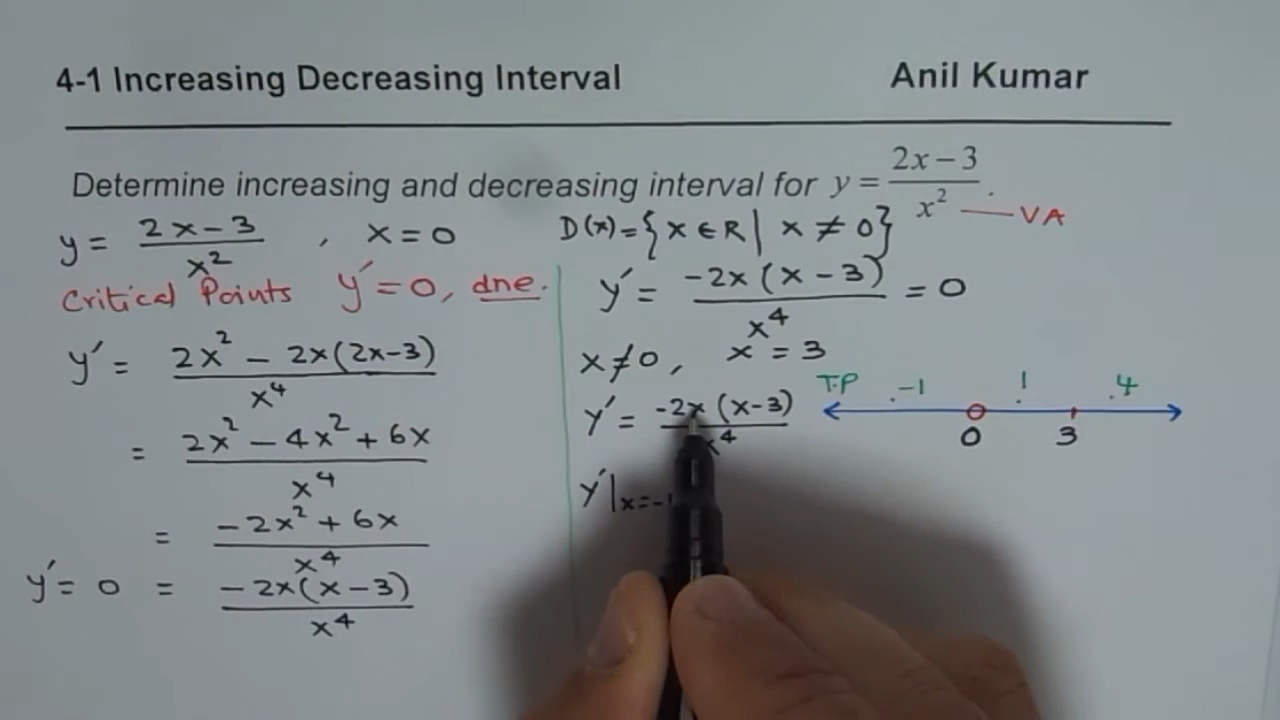 4-1 Increasing Decreasing Interval Anil Kumar
Determine increasing and decreasing interval for y = (2x − 3)/x² .
VA
y = (2x − 3)/x² , x = 0
Critical Points y′ = 0, dne.
y′ = (2x² − 2x(2x−3))/x⁴
= (2x² − 4x² + 6x)/x⁴
= (−2x² + 6x)/x⁴
y′ = 0 = (−2x(x−3))/x⁴
D(x) = {x ∈ R | x ≠ 0}
y′ = (−2x(x − 3))/x⁴ = 0
x ≠ 0, x = 3
T.P .-1 1 .4
0 3
y′ = (-2x(x-3))/x⁴
y′|x=-1